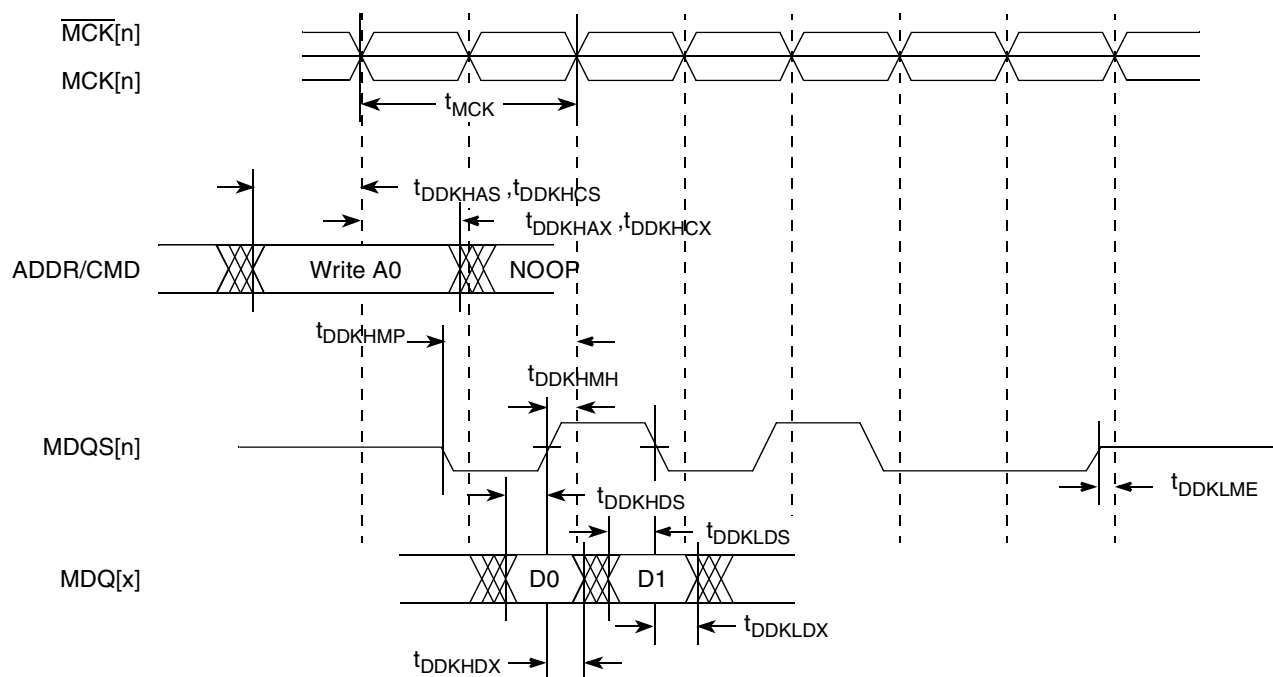 MCK[n]
MCK[n]
tMCK
tDDKHAS ,tDDKHCS
tDDKHAX ,tDDKHCX
ADDR/CMD
Write A0
NOOP
tDDKHMP
tDDKHMH
MDQS[n]
tDDKHDS
tDDKLME
tDDKLDS
MDQ[x]
D0
D1
tDDKLDX
tDDKHDX